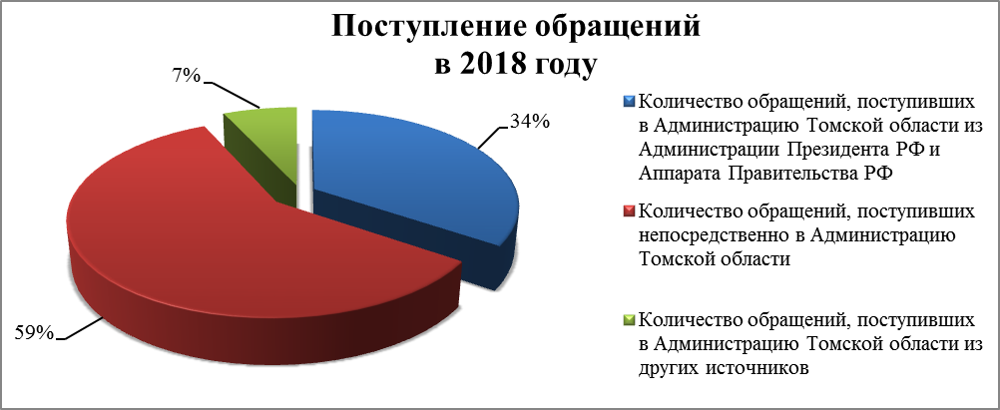 Поступление обращений
в 2018 году
7%
34%
59%
Количество обращений, поступивших
в Администрацию Томской области из
Администрации Президента РФ и
Аппарата Правительства РФ
Количество обращений, поступивших
непосредственно в Администрацию
Томской области
Количество обращений, поступивших
в Администрацию Томской области из
других источников